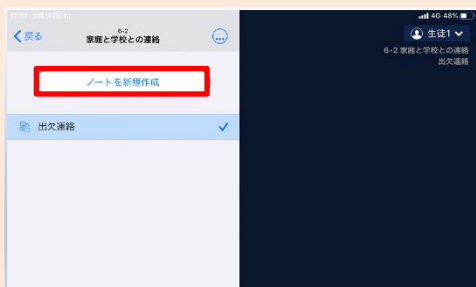 4G 48%
戻る
6-2
家庭と学校との連絡
生徒1
6-2 家庭と学校との連絡
出欠連絡
ノートを新規作成
出欠連絡